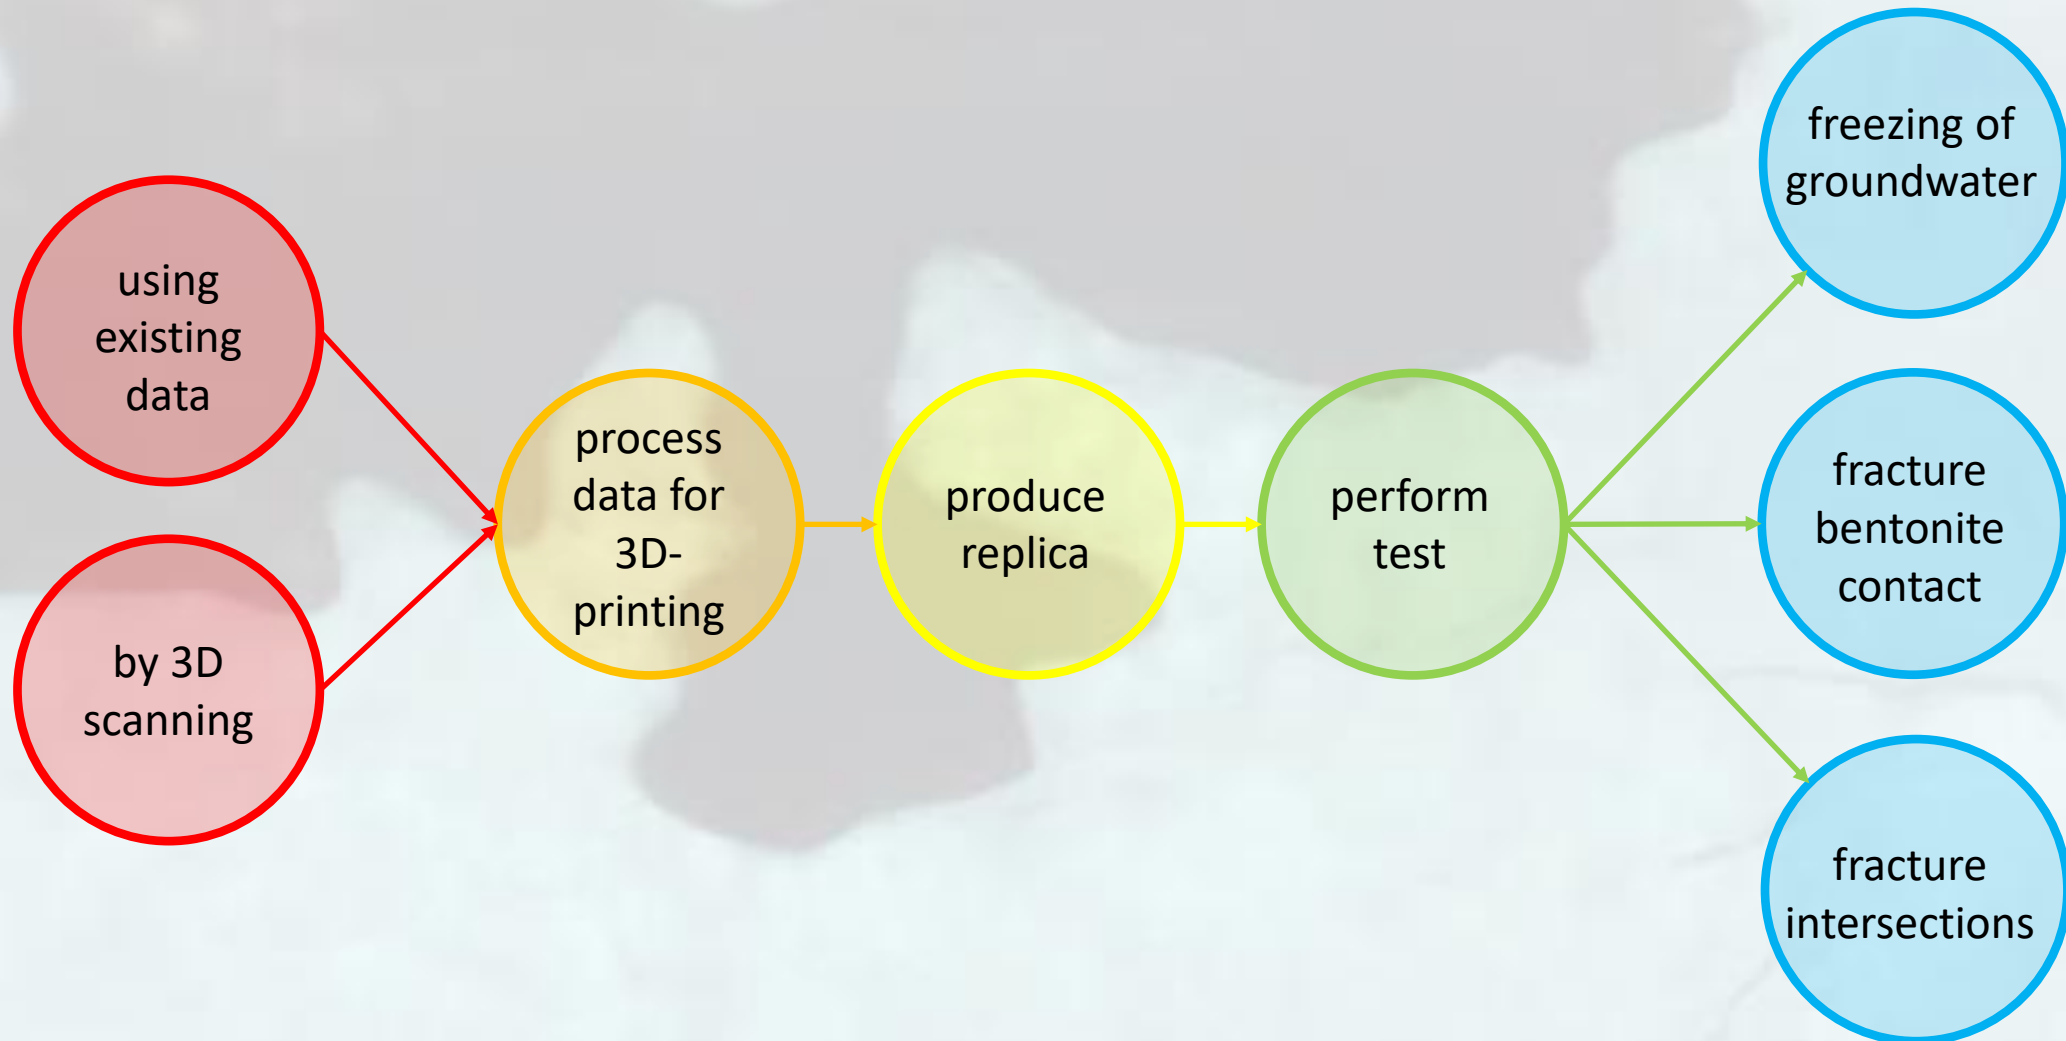 using
existing
data
by 3D
scanning
process
data for
3D-
printing
produce
replica
perform
test
freezing of
groundwater
fracture
bentonite
contact
fracture
intersections